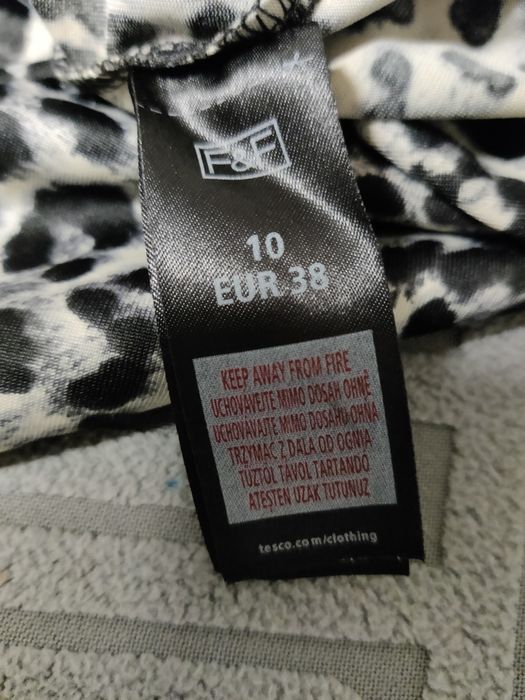 F&F
10
EUR 38
KEEP AWAY FROM FIRE
UCHOVÁVEJTE MIMO DOSAH OHNĚ
UCHOVÁVAJTE MIMO DOSAHU OHŇA
TRZYMAĆ Z DALA OD OGNIA
TŰZTŐL TÁVOL TARTANDÓ
ATEŞTEN UZAK TUTUNUZ
tesco.com/clothing